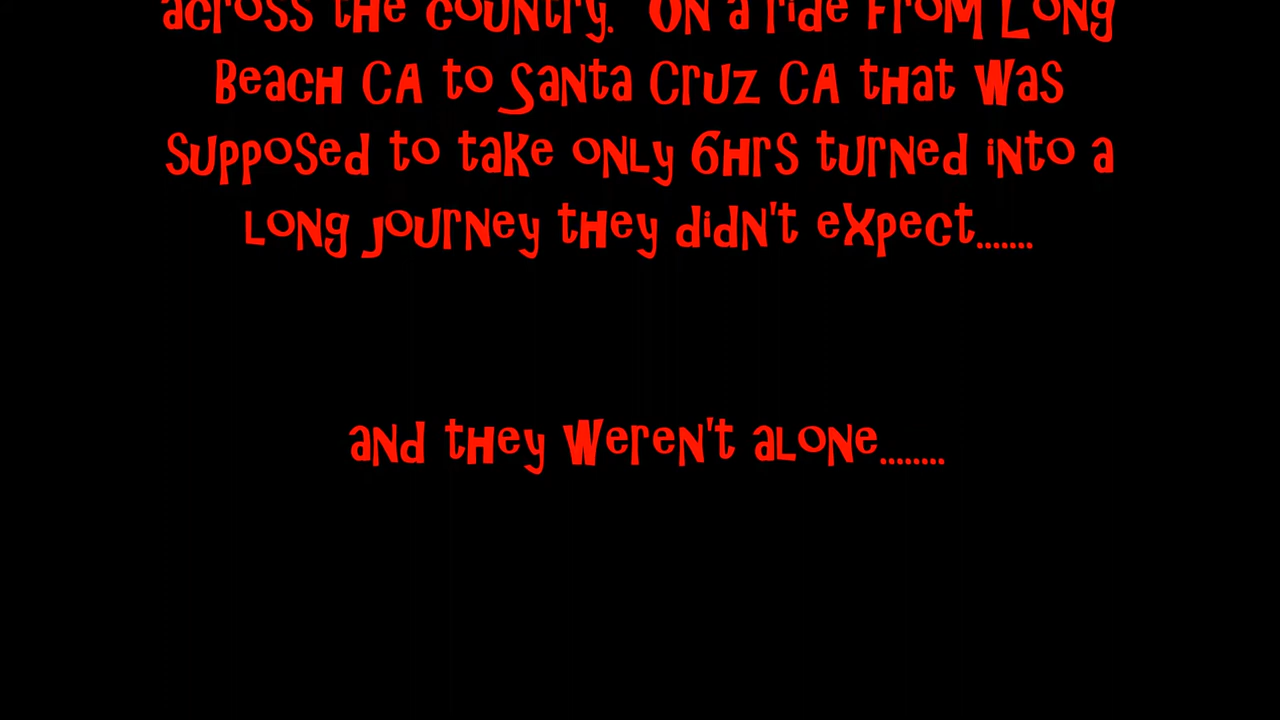 across the country. On a ride from Long
Beach CA to Santa Cruz CA that was
supposed to take only 6hrs turned into a
long journey they didn't expect.......
and they weren't alone........